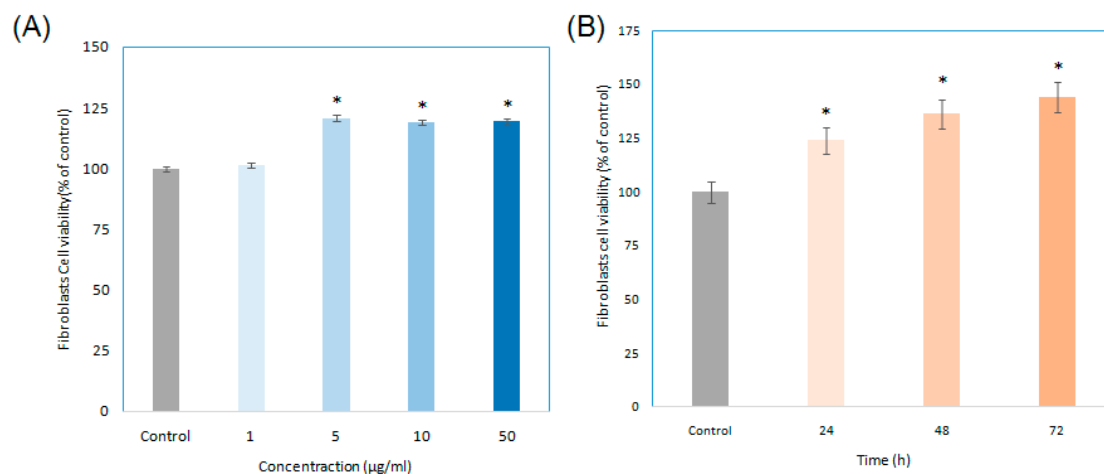 (A)
Fibroblasts Cell viability(% of control)
150
125
100
75
50
25
0
* * *
Control 1 5 10 50
Concentraction (µg/ml)
(B)
Fibroblasts cell viability (% of control)
175
150
125
100
75
50
25
0
* * *
Control 24 48 72
Time (h)